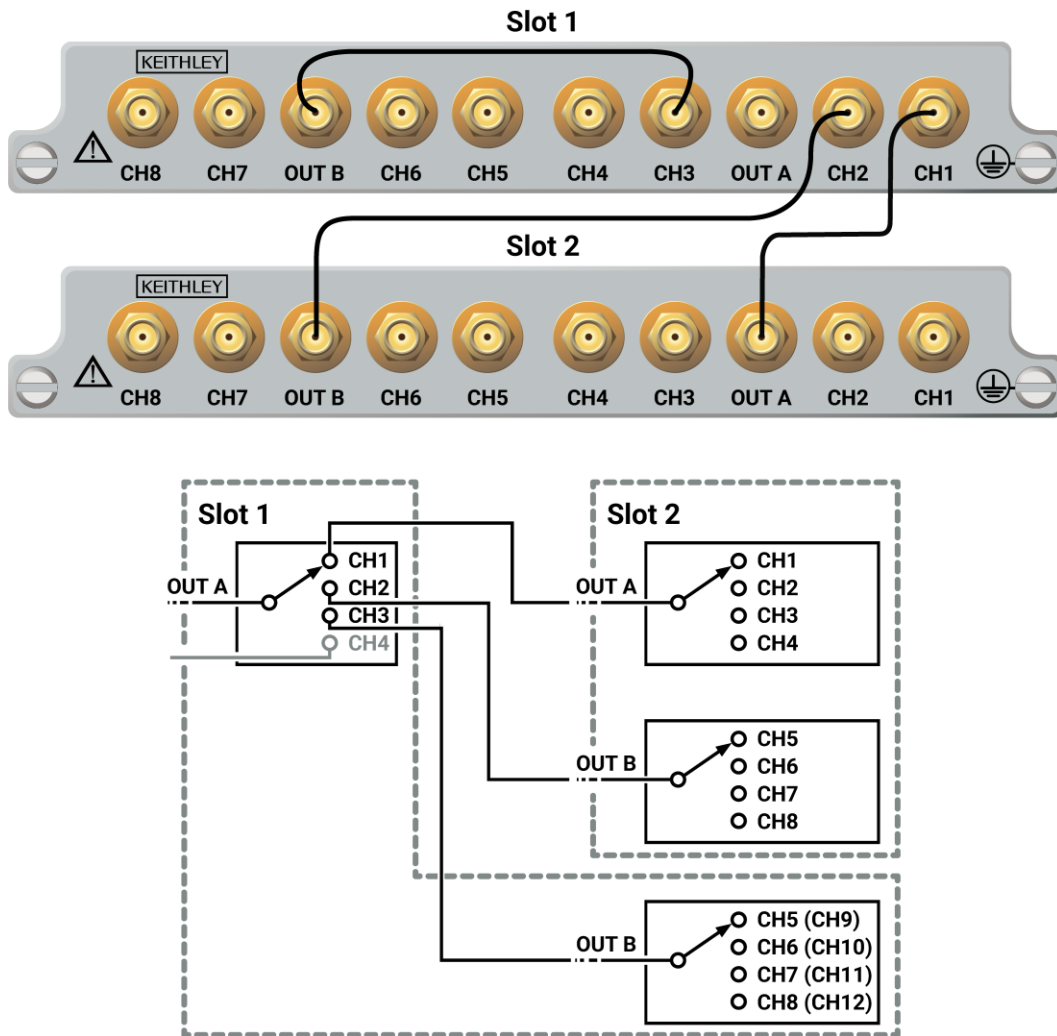 Slot 1
KEITHLEY
CH8 CH7 OUT B CH6 CH5 CH4 CH3 OUT A CH2 CH1
Slot 2
KEITHLEY
CH8 CH7 OUT B CH6 CH5 CH4 CH3 OUT A CH2 CH1
Slot 1
OUT A
CH1
CH2
CH3
CH4
Slot 2
OUT A
CH1
CH2
CH3
CH4
OUT B
CH5
CH6
CH7
CH8
OUT B
CH5 (CH9)
CH6 (CH10)
CH7 (CH11)
CH8 (CH12)